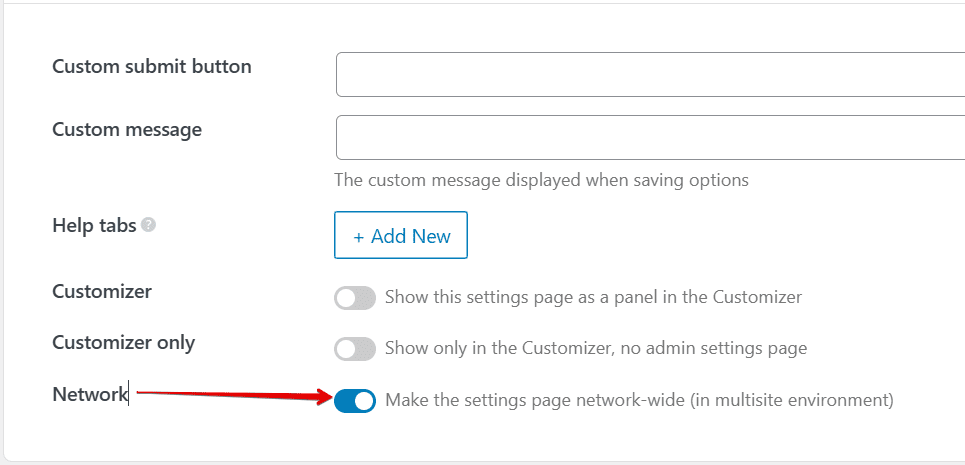 Custom submit button
Custom message
The custom message displayed when saving options
Help tabs ?
+ Add New
Customizer
Show this settings page as a panel in the Customizer
Customizer only
Show only in the Customizer, no admin settings page
Network
Make the settings page network-wide (in multisite environment)